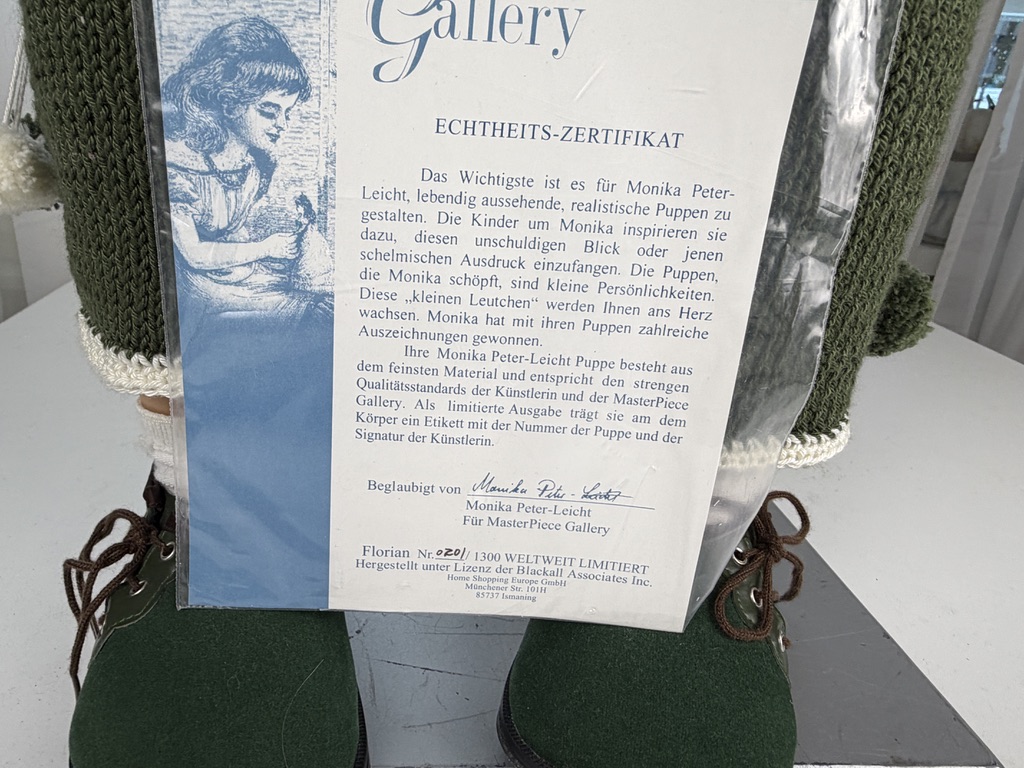 Gallery
ECHTHEITS-ZERTIFIKAT
Das Wichtigste ist es für Monika Peter-
Leicht, lebendig aussehende, realistische Puppen zu
gestalten. Die Kinder um Monika inspirieren sie
dazu, diesen unschuldigen Blick oder jenen
schelmischen Ausdruck einzufangen. Die Puppen,
die Monika schöpft, sind kleine Persönlichkeiten.
Diese „kleinen Leutchen“ werden Ihnen ans Herz
wachsen. Monika hat mit ihren Puppen zahlreiche
Auszeichnungen gewonnen.
Ihre Monika Peter-Leicht Puppe besteht aus
dem feinsten Material und entspricht den strengen
Qualitätsstandards der Künstlerin und der MasterPiece
Gallery. Als limitierte Ausgabe trägt sie am dem
Körper ein Etikett mit der Nummer der Puppe und der
Signatur der Künstlerin.
Beglaubigt von Monika Peter-Leicht
Monika Peter-Leicht
Für MasterPiece Gallery
Florian Nr. 0201/ 1300 WELTWEIT LIMITIERT
Hergestellt unter Lizenz der Blackall Associates Inc.
Home Shopping Europe GmbH
Münchener Str. 101H
85737 Ismaning